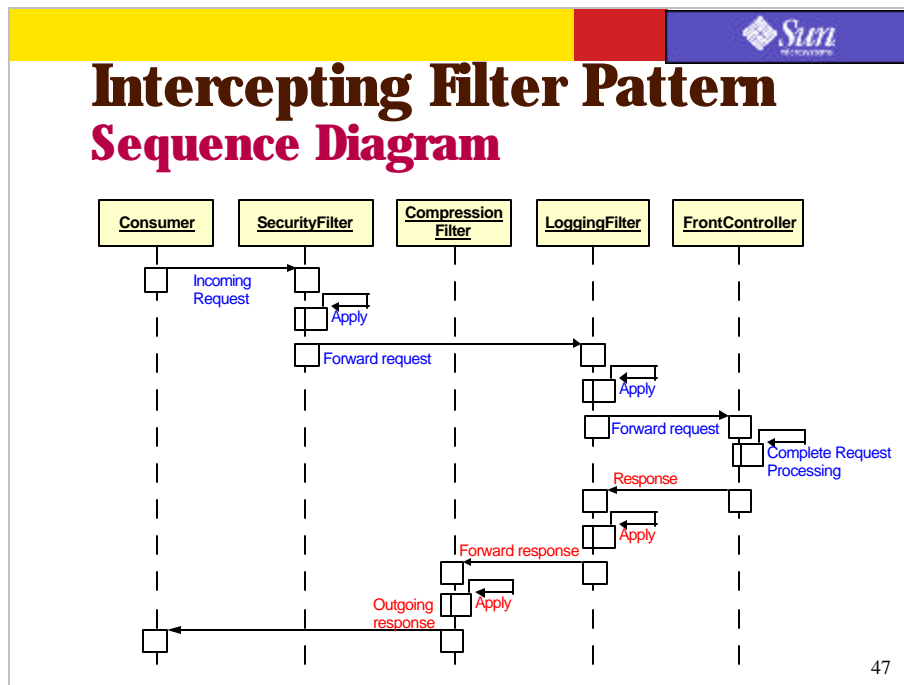 Sun
microsystems
Intercepting Filter Pattern
Sequence Diagram
Consumer
SecurityFilter
Compression
Filter
LoggingFilter
FrontController
Incoming
Request
Apply
Forward request
Apply
Forward request
Complete Request
Processing
Response
Apply
Forward response
Apply
Outgoing
response
47